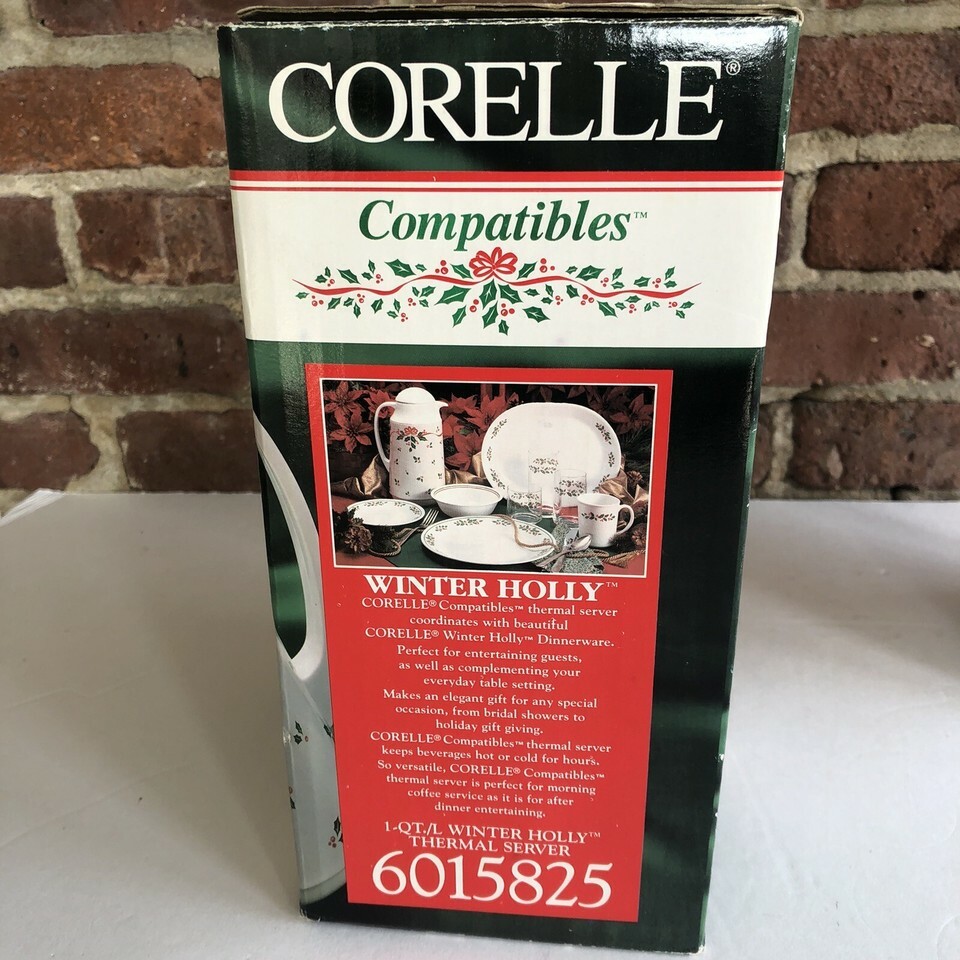 CORELLE®
Compatibles™
WINTER HOLLY™
CORELLE® Compatibles™ thermal server
coordinates with beautiful
CORELLE® Winter Holly™ Dinnerware.
Perfect for entertaining guests,
as well as complementing your
everyday table setting.
Makes an elegant gift for any special
occasion, from bridal showers to
holiday gift giving.
CORELLE® Compatibles™ thermal server
keeps beverages hot or cold for hours.
So versatile, CORELLE® Compatibles™
thermal server is perfect for morning
coffee service as it is for after
dinner entertaining.
1-QT./L WINTER HOLLY™
THERMAL SERVER
6015825